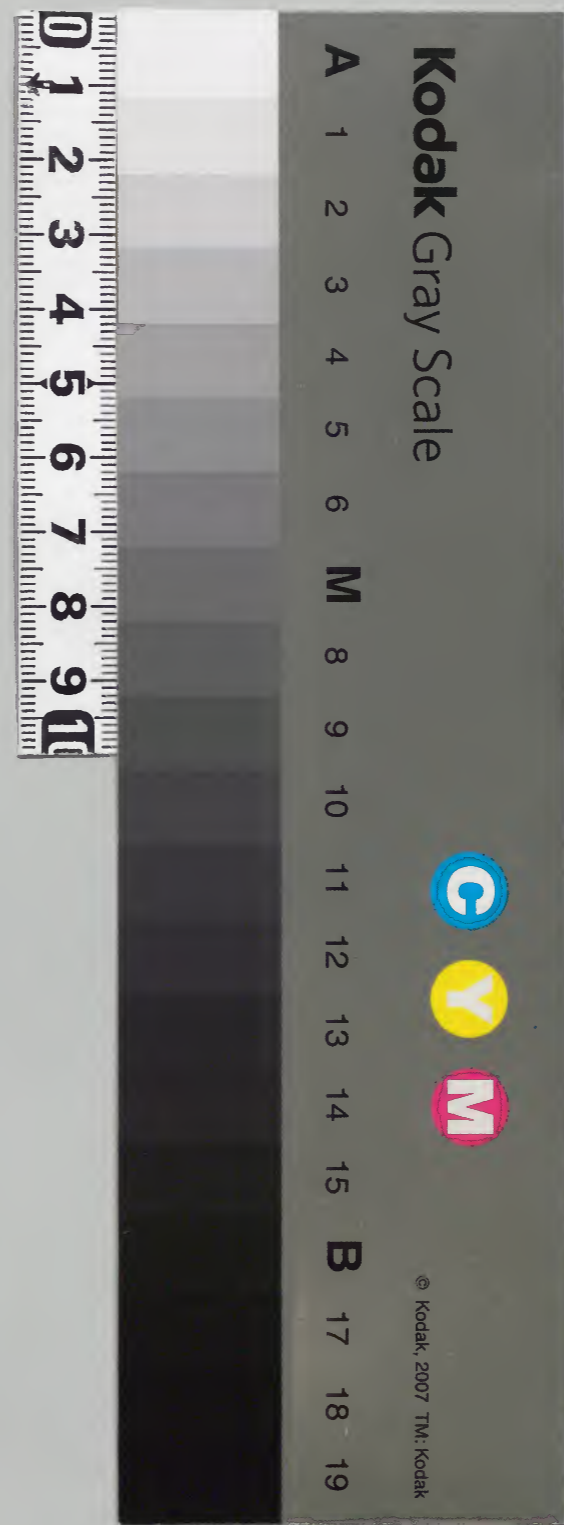 Kodak Gray Scale
C Y M
© Kodak, 2007 TM: Kodak
A 1 2 3 4 5 6 M 8 9 10 11 12 13 14 15 B 17 18 19
0 1 2 3 4 5 6 7 8 9 10